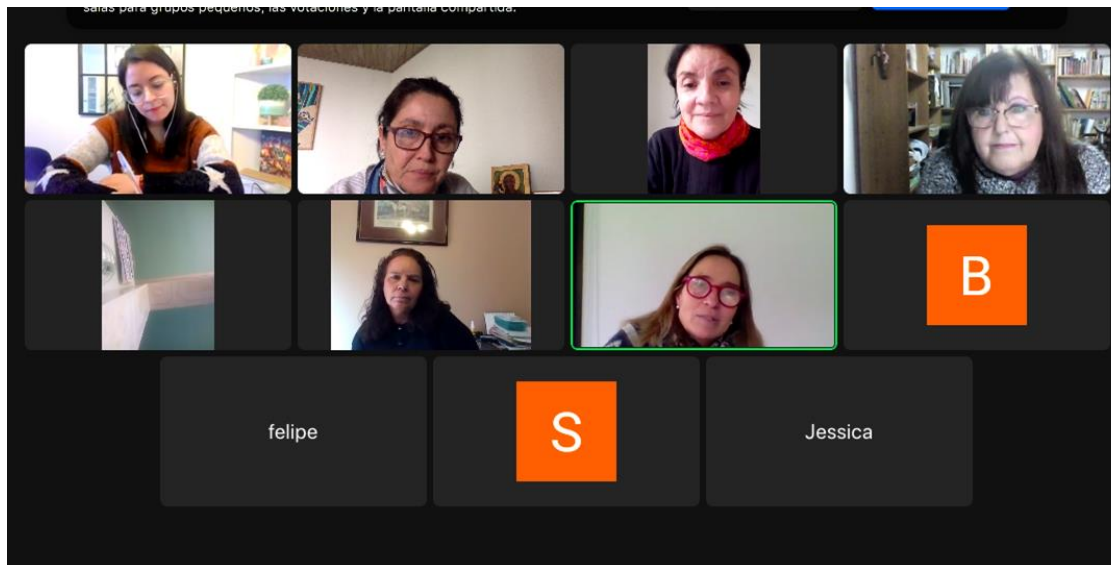 salas para grupos pequeños, las votaciones y la pantalla compartida.
B
felipe
S
Jessica